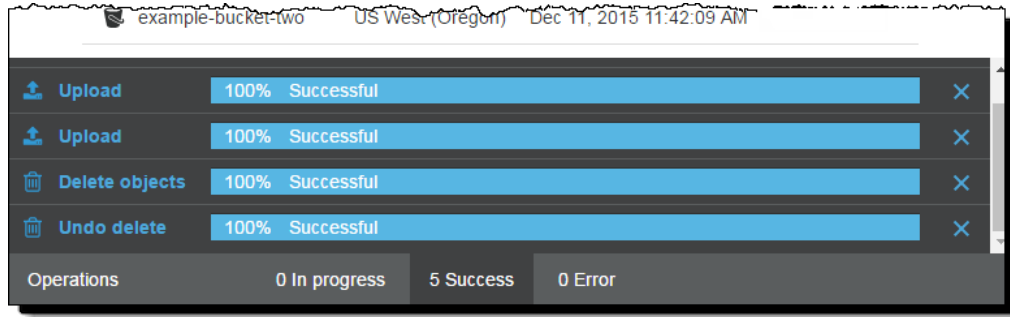 example-bucket-two US West (Oregon) Dec 11, 2015 11:42:09 AM
Upload 100% Successful
Upload 100% Successful
Delete objects 100% Successful
Undo delete 100% Successful
Operations 0 In progress 5 Success 0 Error